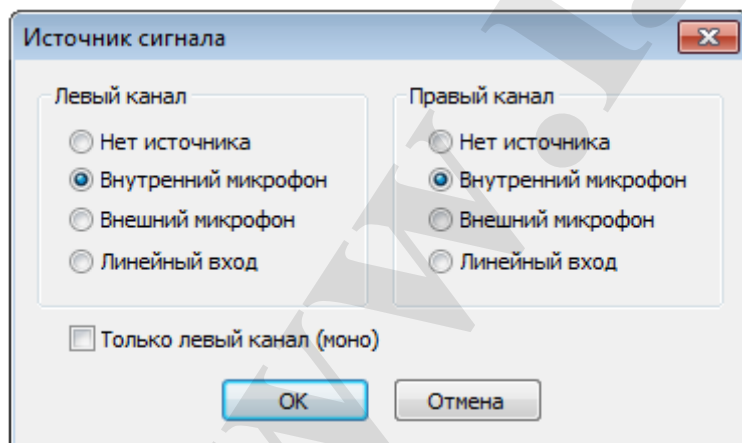 Источник сигнала
Левый канал
Нет источника
Внутренний микрофон
Внешний микрофон
Линейный вход
Правый канал
Нет источника
Внутренний микрофон
Внешний микрофон
Линейный вход
Только левый канал (моно)
OK
Отмена